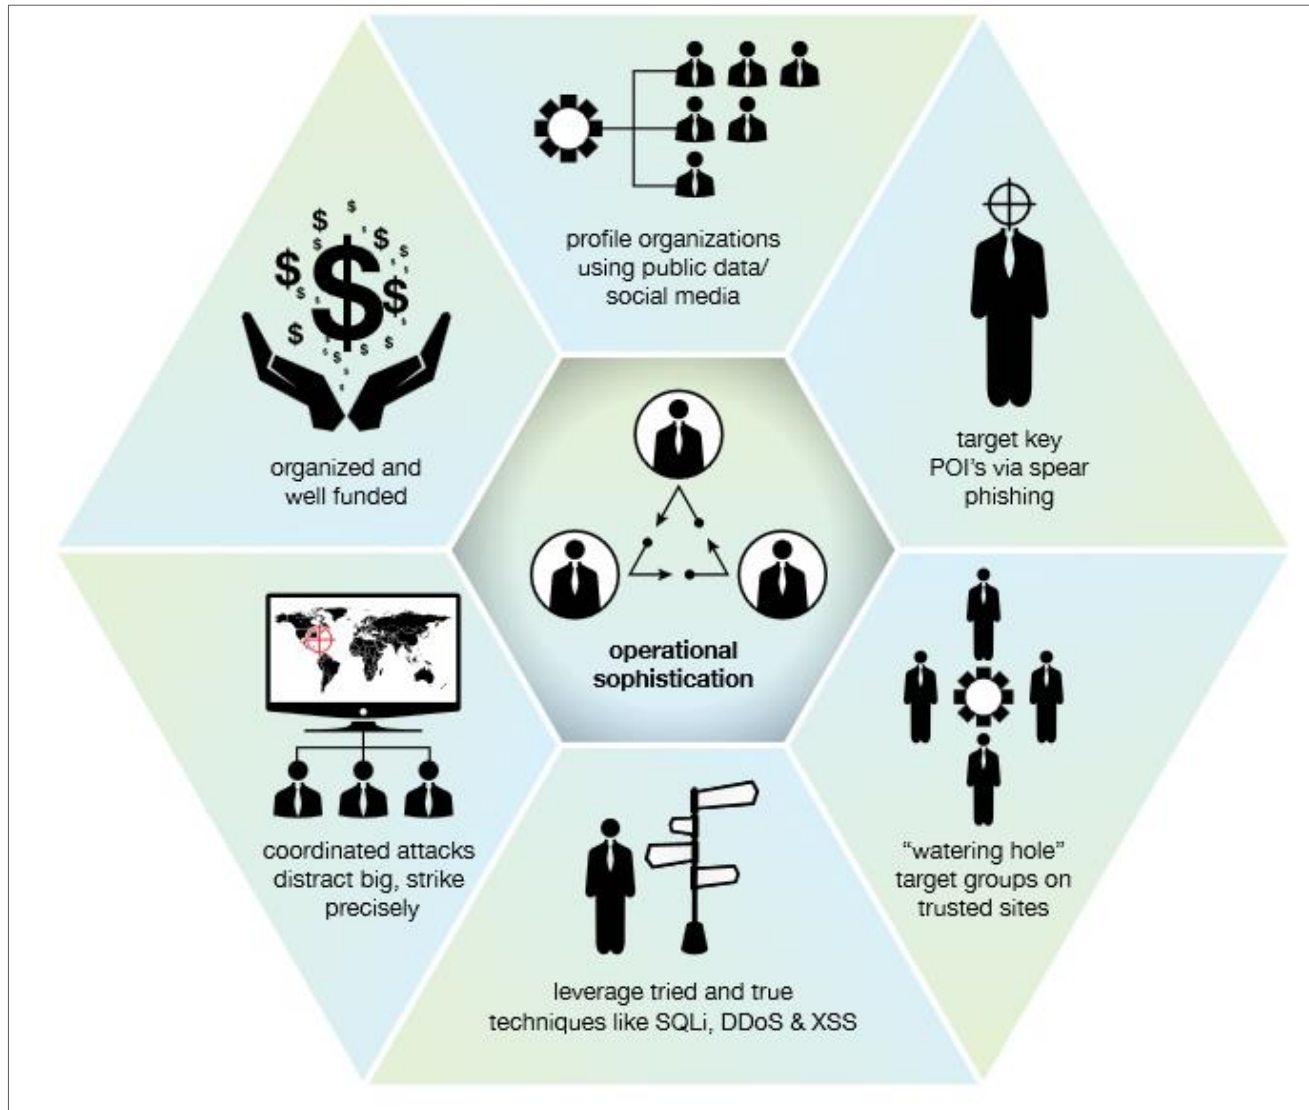 profile organizations
using public data/
social media
organized and
well funded
target key
POI's via spear
phishing
operational
sophistication
coordinated attacks
distract big, strike
precisely
“watering hole”
target groups on
trusted sites
leverage tried and true
techniques like SQLi, DDoS & XSS